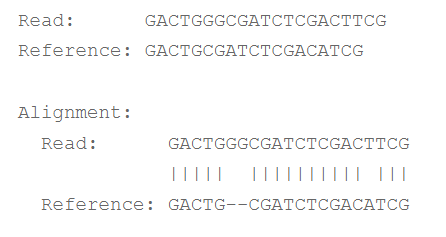 Read: GACTGGGCGATCTCGACTTCG
Reference: GACTGCGATCTCGACATCG
Alignment:
Read: GACTGGGCGATCTCGACTTCG
||||| |||||||||| |||
Reference: GACTG--CGATCTCGACATCG